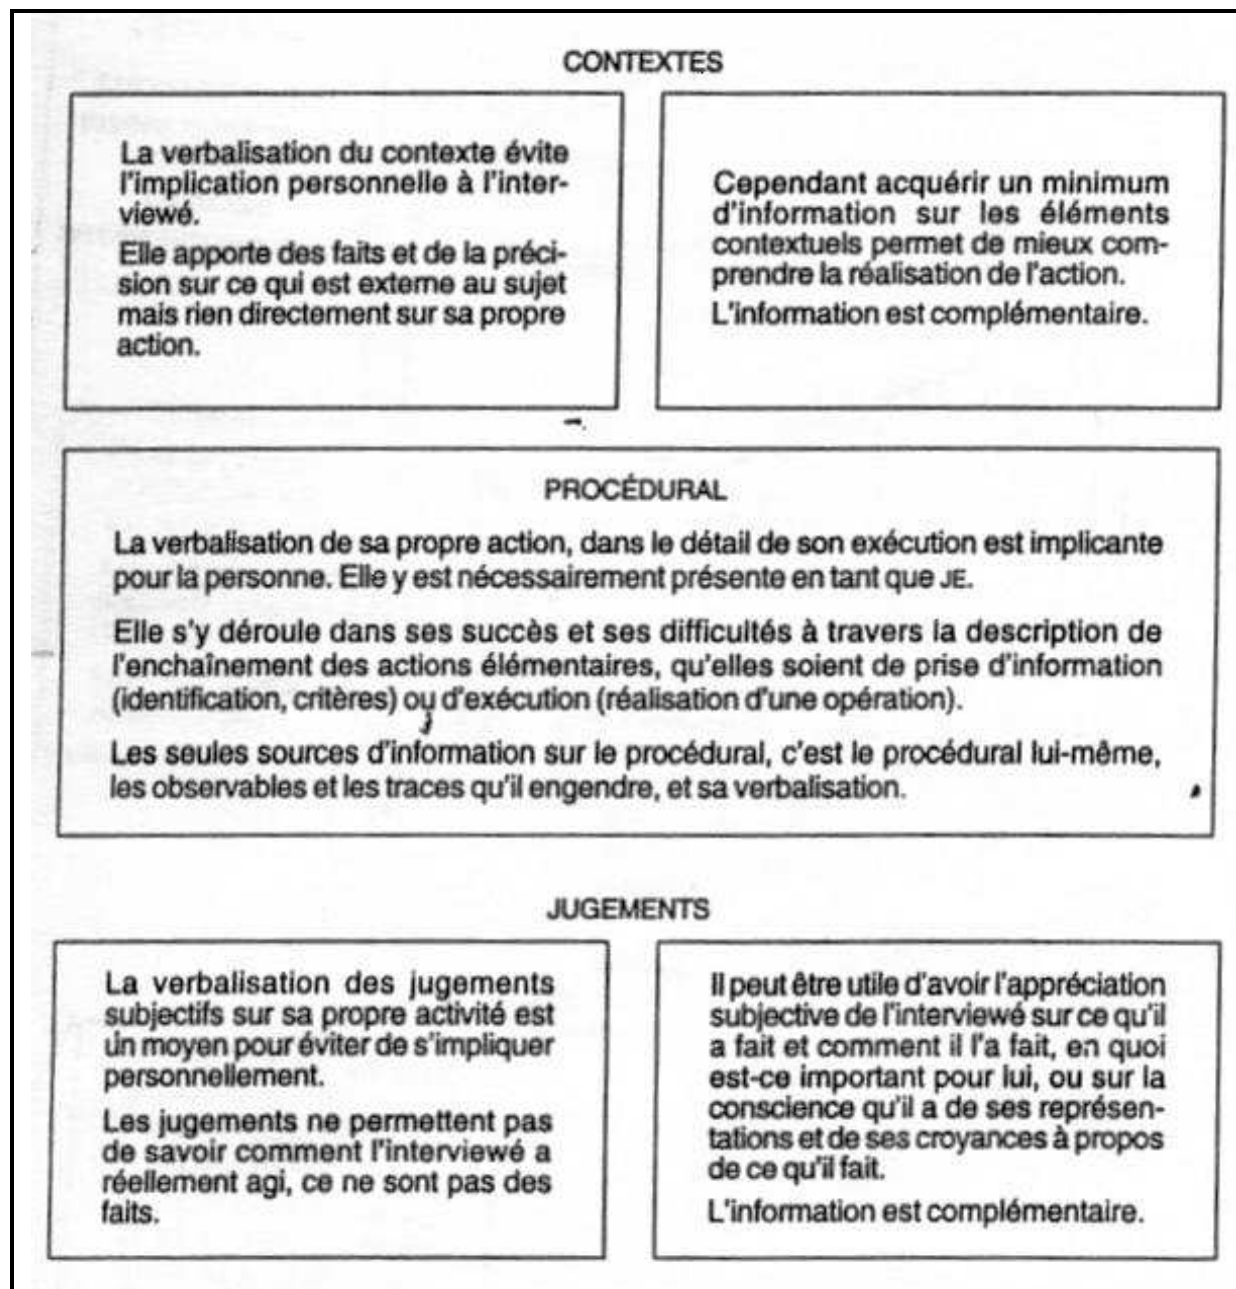 CONTEXTES
La verbalisation du contexte évite
l'implication personnelle à l'inter-
viewé.
Elle apporte des faits et de la préci-
sion sur ce qui est externe au sujet
mais rien directement sur sa propre
action.
Cependant acquérir un minimum
d'information sur les éléments
contextuels permet de mieux com-
prendre la réalisation de l'action.
L'information est complémentaire.
PROCÉDURAL
La verbalisation de sa propre action, dans le détail de son exécution est implicante
pour la personne. Elle y est nécessairement présente en tant que JE.
Elle s'y déroule dans ses succès et ses difficultés à travers la description de
l'enchaînement des actions élémentaires, qu'elles soient de prise d'information
(identification, critères) ou d'exécution (réalisation d'une opération).
Les seules sources d'information sur le procédural, c'est le procédural lui-même,
les observables et les traces qu'il engendre, et sa verbalisation.
JUGEMENTS
La verbalisation des jugements
subjectifs sur sa propre activité est
un moyen pour éviter de s'impliquer
personnellement.
Les jugements ne permettent pas
de savoir comment l'interviewé a
réellement agi, ce ne sont pas des
faits.
Il peut être utile d'avoir l'appréciation
subjective de l'interviewé sur ce qu'il
a fait et comment il l'a fait, en quoi
est-ce important pour lui, ou sur la
conscience qu'il a de ses représen-
tations et de ses croyances à propos
de ce qu'il fait.
L'information est complémentaire.